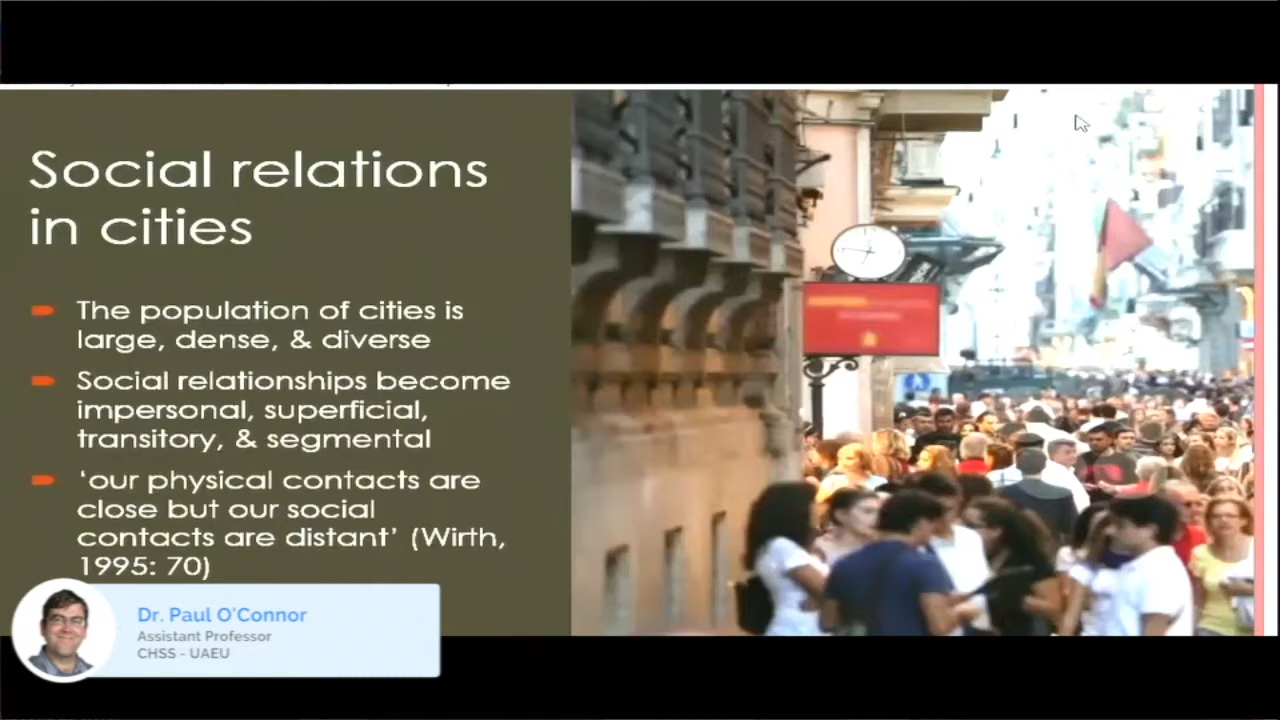 Social relations
in cities
The population of cities is
large, dense, & diverse
Social relationships become
impersonal, superficial,
transitory, & segmental
‘our physical contacts are
close but our social
contacts are distant’ (Wirth,
1995: 70)
Dr. Paul O'Connor
Assistant Professor
CHSS - UAEU